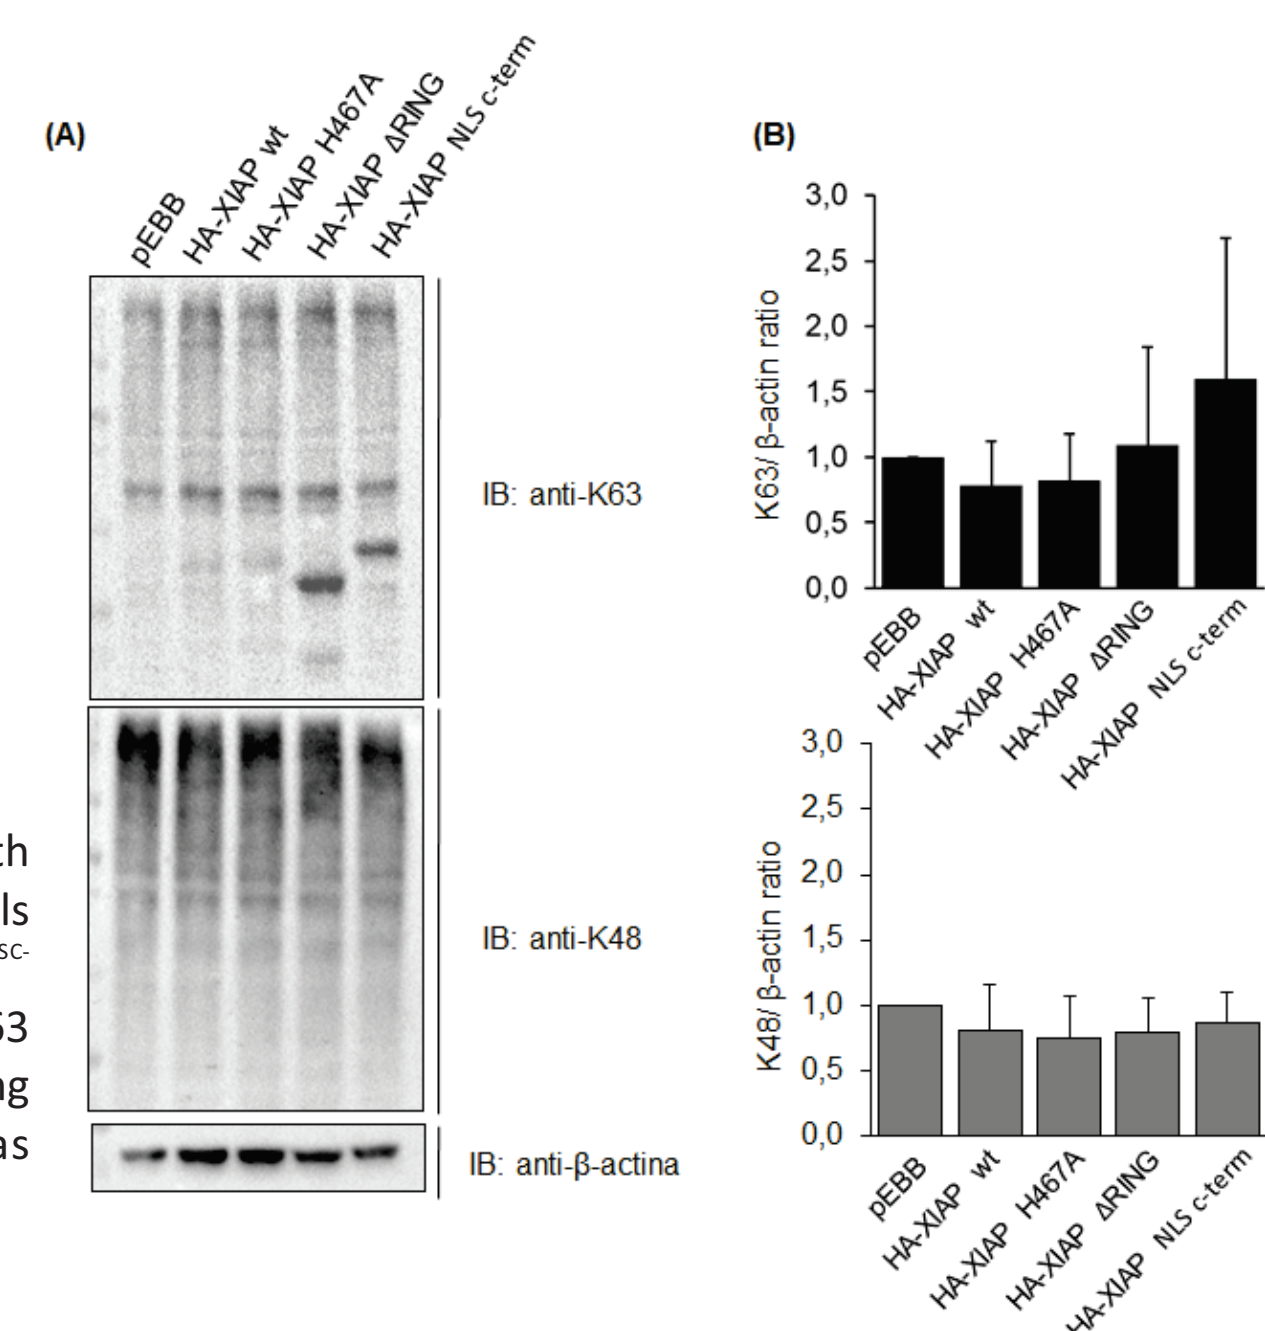 (A)
pEBB
HA-XIAP wt
HA-XIAP H467A
HA-XIAP ΔRING
HA-XIAP NLS c-term
IB: anti-K63
IB: anti-K48
IB: anti-β-actina
th
ls
sc-
63
ng
as
(B)
K63/ β-actin ratio
3,0
2,5
2,0
1,5
1,0
0,5
0,0
pEBB
HA-XIAP wt
HA-XIAP H467A
HA-XIAP ΔRING
HA-XIAP NLS c-term
K48/ β-actin ratio
3,0
2,5
2,0
1,5
1,0
0,5
0,0
pEBB
HA-XIAP wt
HA-XIAP H467A
HA-XIAP ΔRING
HA-XIAP NLS c-term